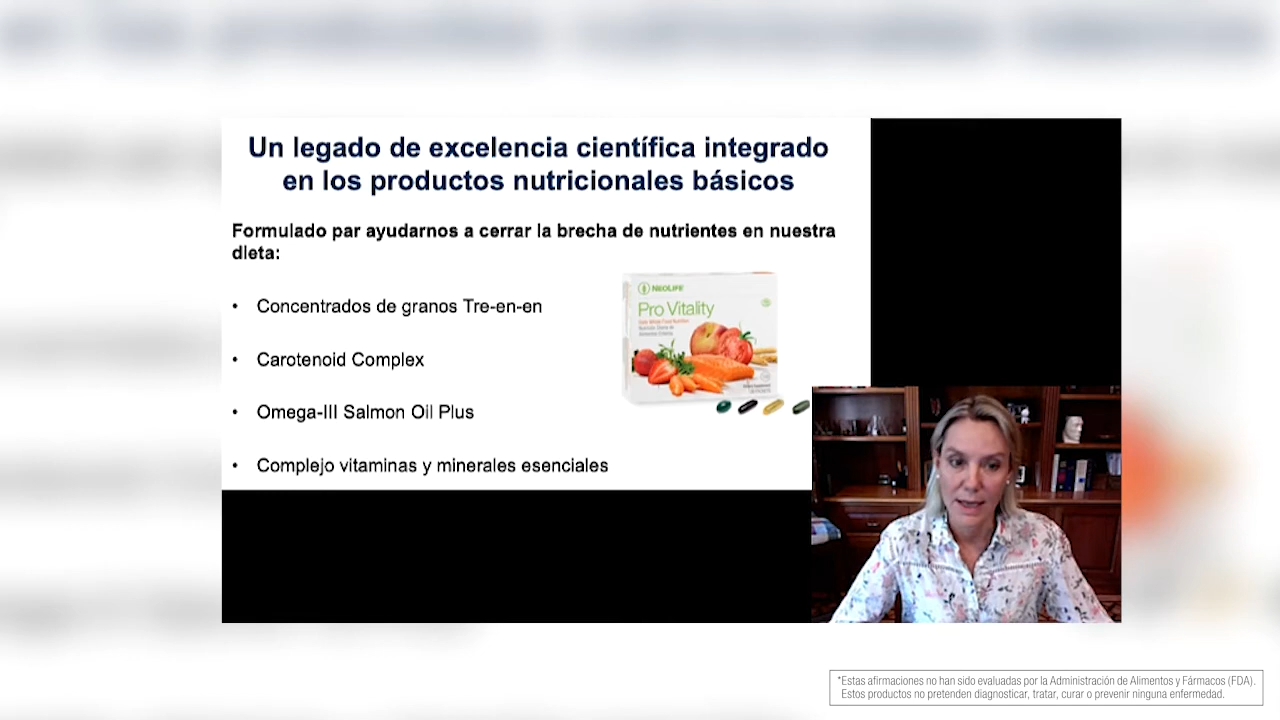 Un legado de excelencia científica integrado
en los productos nutricionales básicos
Formulado par ayudarnos a cerrar la brecha de nutrientes en nuestra
dieta:
• Concentrados de granos Tre-en-en
• Carotenoid Complex
• Omega-III Salmon Oil Plus
• Complejo vitaminas y minerales esenciales
NEOLIFE
Pro Vitality
*Estas afirmaciones no han sido evaluadas por la Administración de Alimentos y Fármacos (FDA).
Estos productos no pretenden diagnosticar, tratar, curar o prevenir ninguna enfermedad.